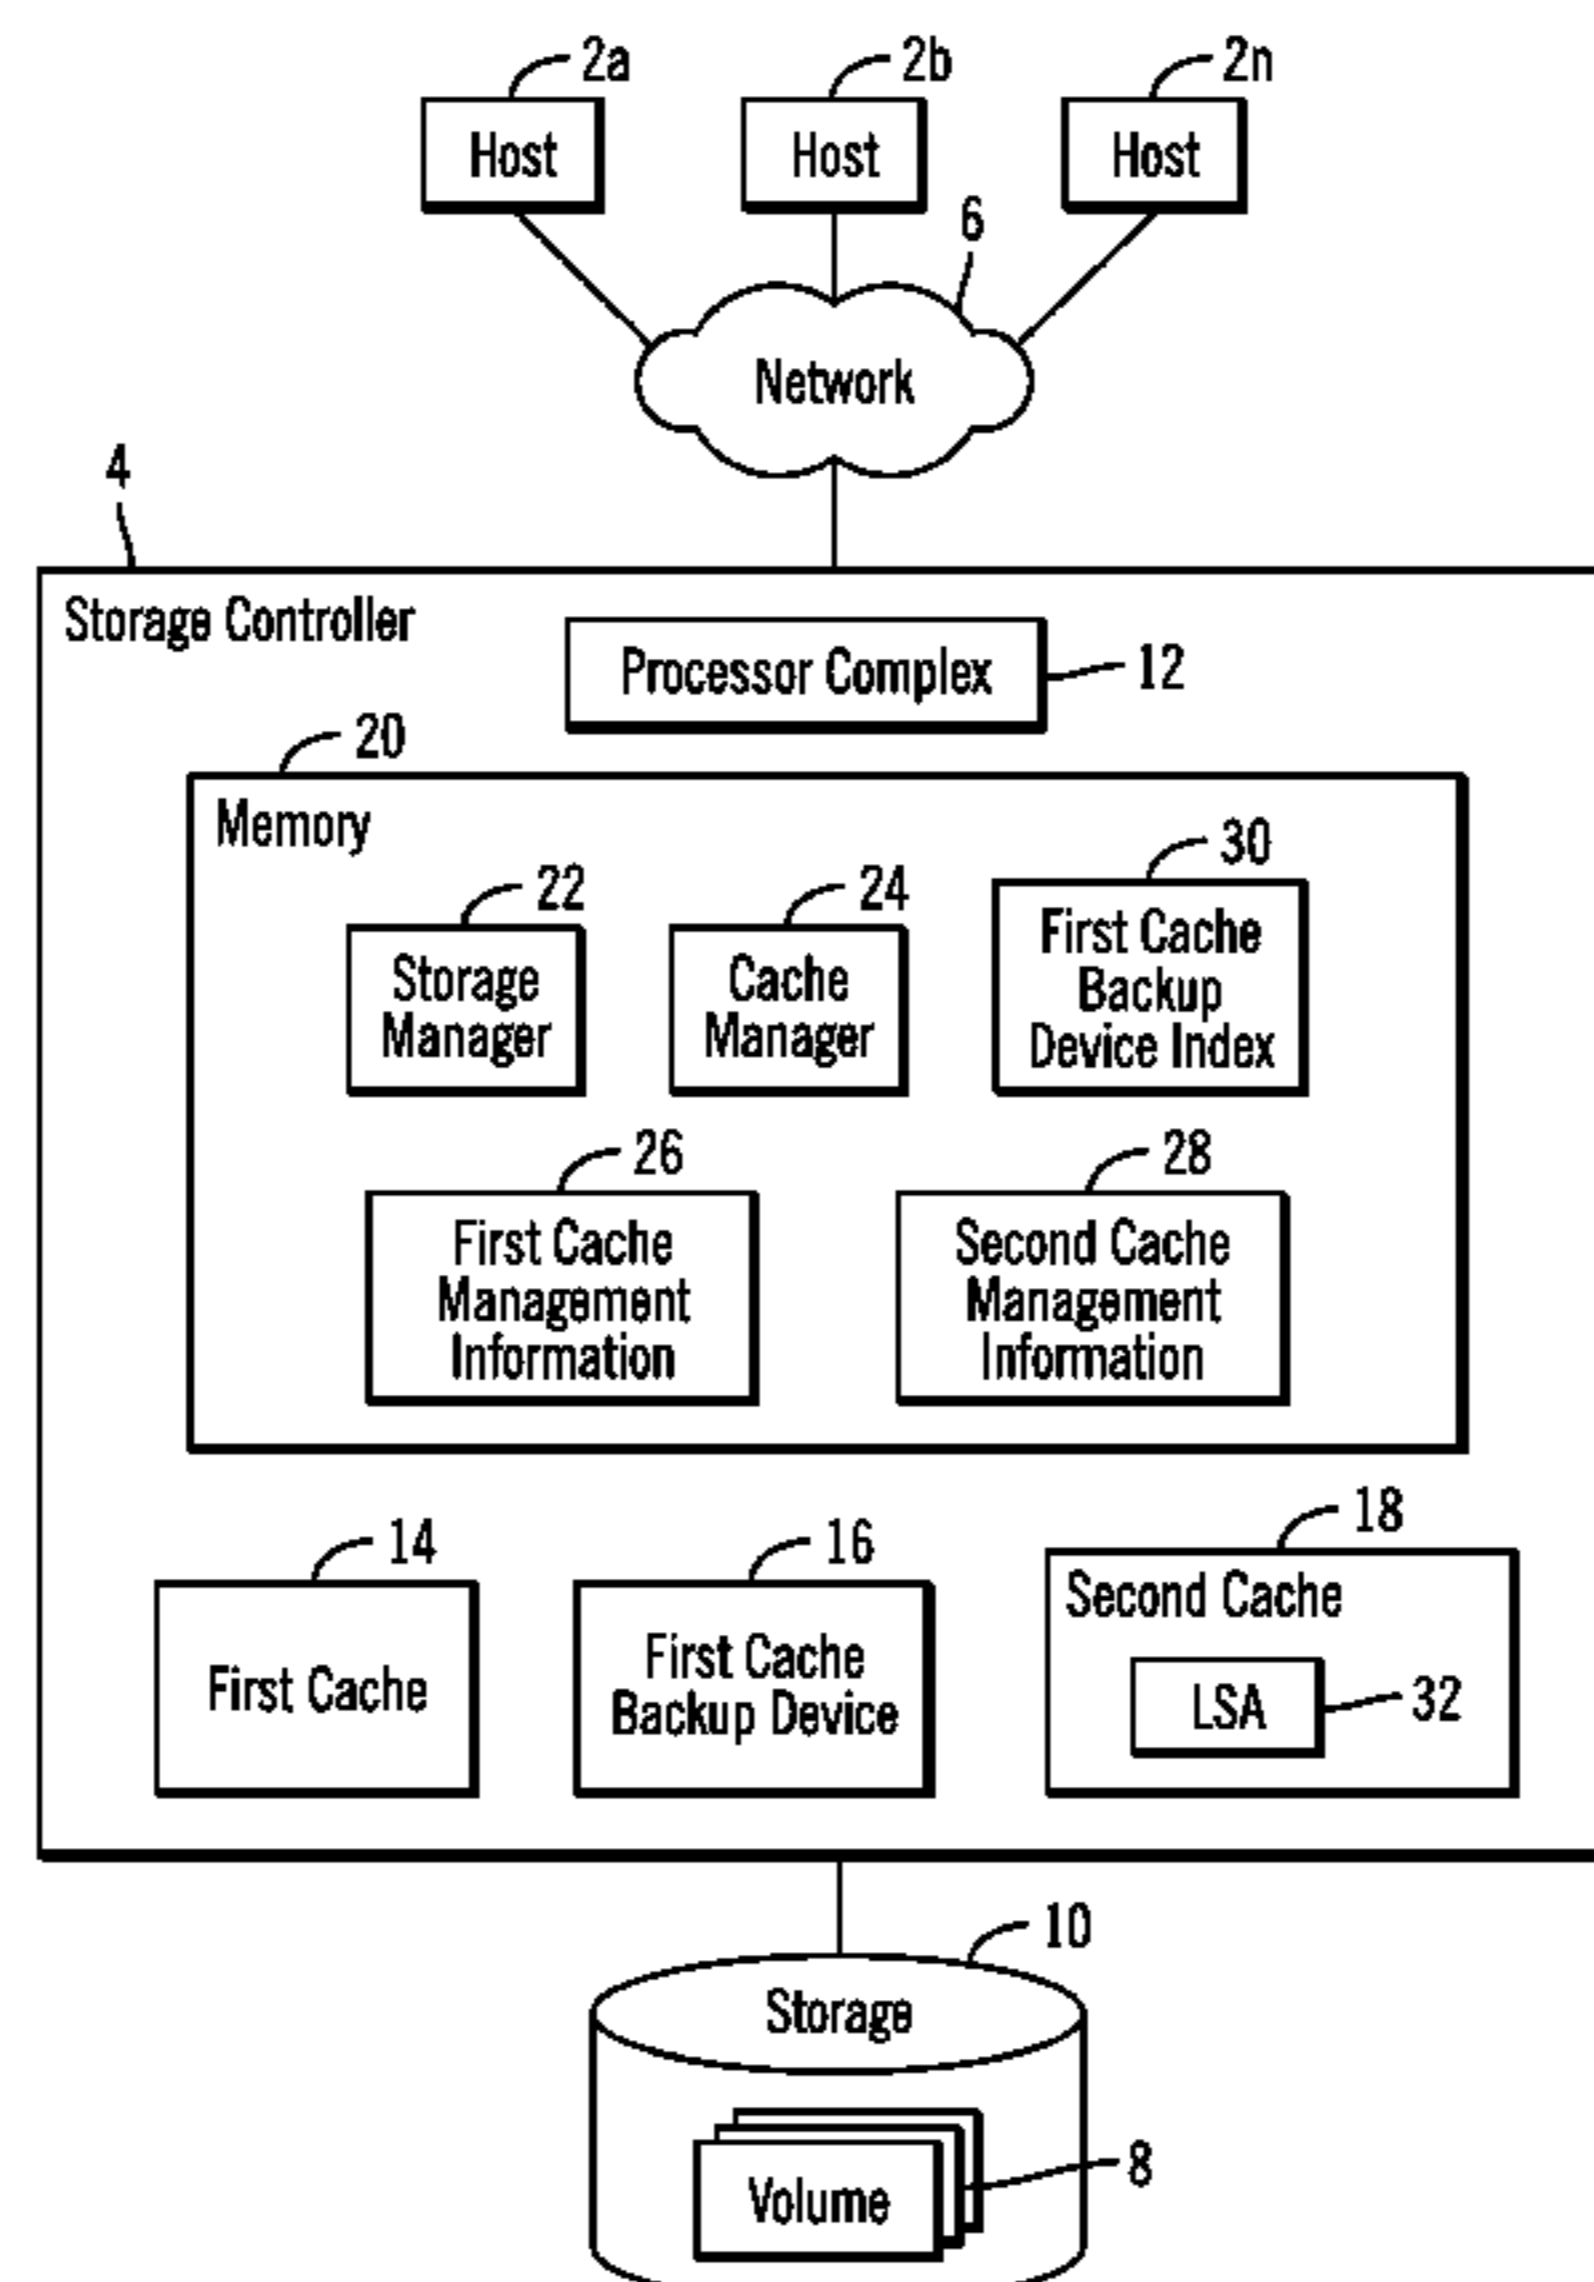 2a
2b
2n
Host
Host
Host
6
Network
4
Storage Controller
Processor Complex
12
20
Memory
22
24
30
Storage
Manager
Cache
Manager
First Cache
Backup
Device Index
26
28
First Cache
Management
Information
Second Cache
Management
Information
14
16
18
First Cache
First Cache
Backup Device
Second Cache
LSA
32
10
Storage
Volume
8